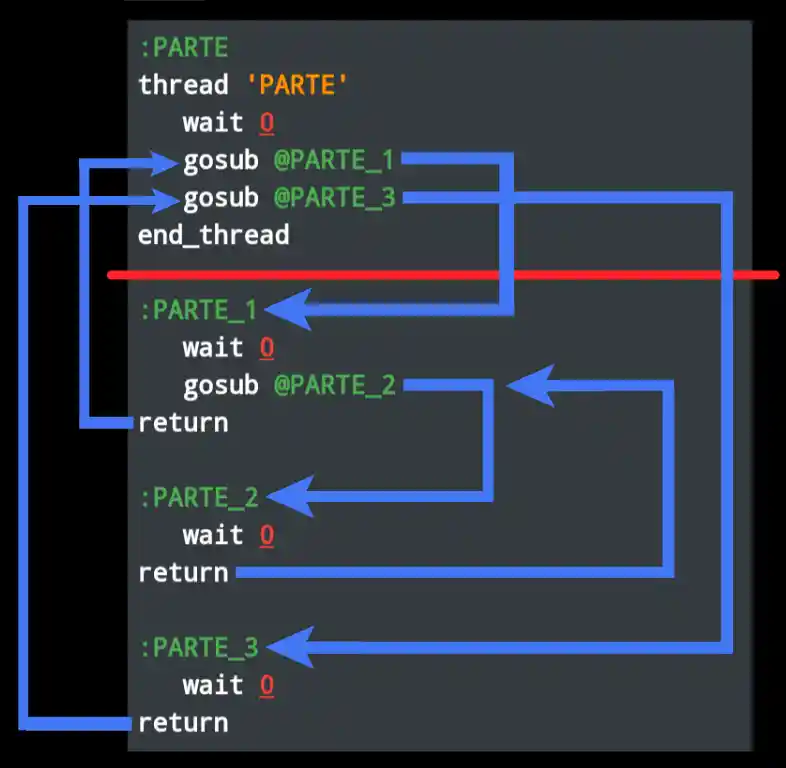 :PARTE
thread 'PARTE'
wait 0
gosub @PARTE_1
gosub @PARTE_3
end_thread
:PARTE_1
wait 0
gosub @PARTE_2
return
:PARTE_2
wait 0
return
:PARTE_3
wait 0
return